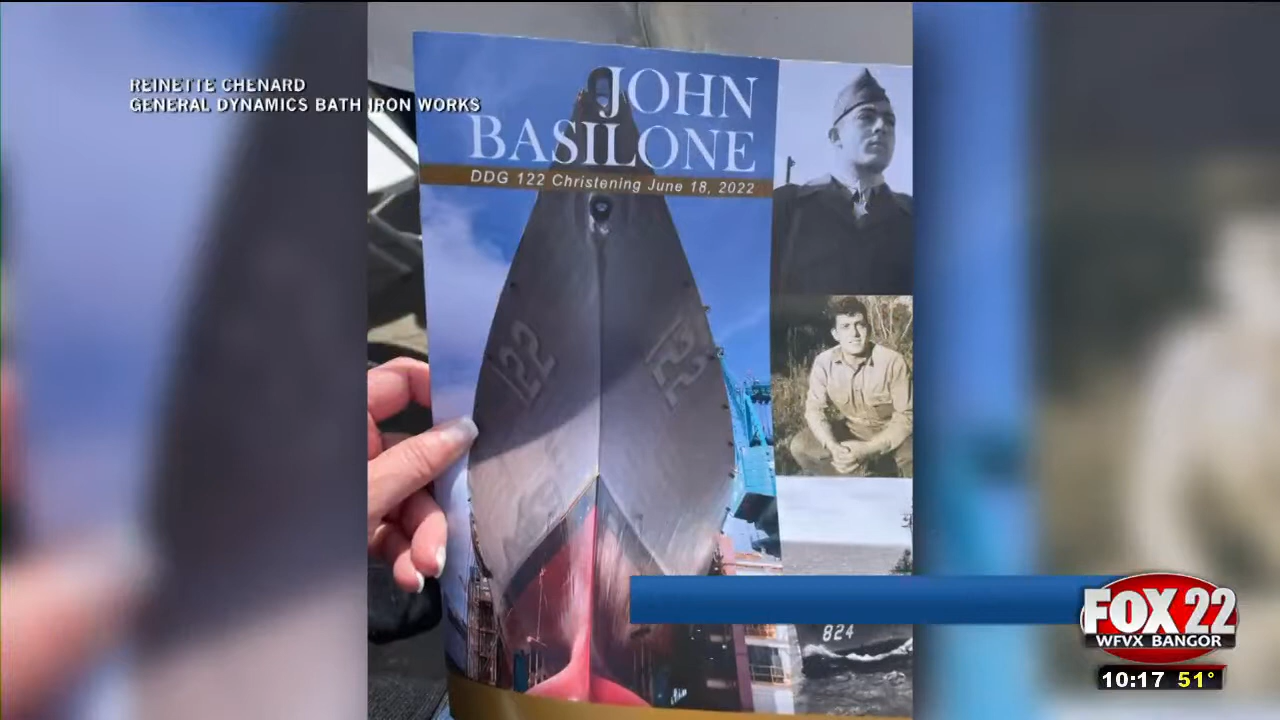 REINETTE CHENARD
GENERAL DYNAMICS BATH IRON WORKS
JOHN
BASILONE
DDG 122 Christening June 18, 2022
122
122
824
FOX 22
WFVX BANGOR
10:17 51°